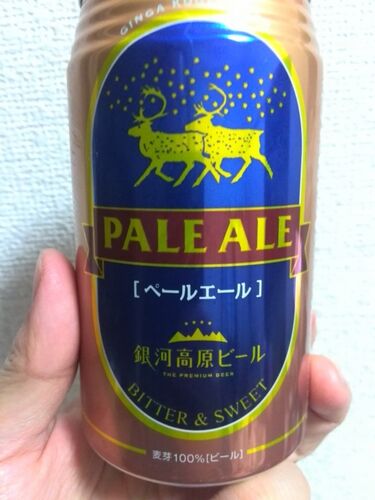 GINGA K
PALE ALE
[ペールエール]
銀河高原ビール
THE PREMIUM BEER
BITTER & SWEET
麦芽100%[ビール]